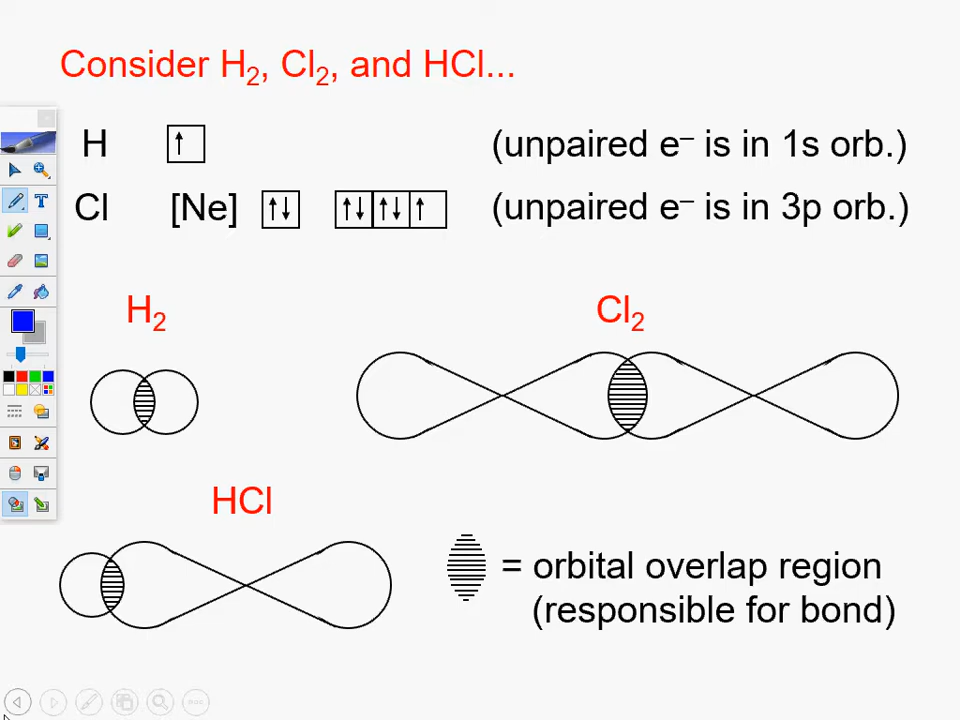 Consider H₂, Cl₂, and HCl...
H ↑ (unpaired e⁻ is in 1s orb.)
Cl [Ne] ↑↓ ↑↓ ↑↓ ↑ (unpaired e⁻ is in 3p orb.)
H₂ Cl₂
HCl
= orbital overlap region
(responsible for bond)
T